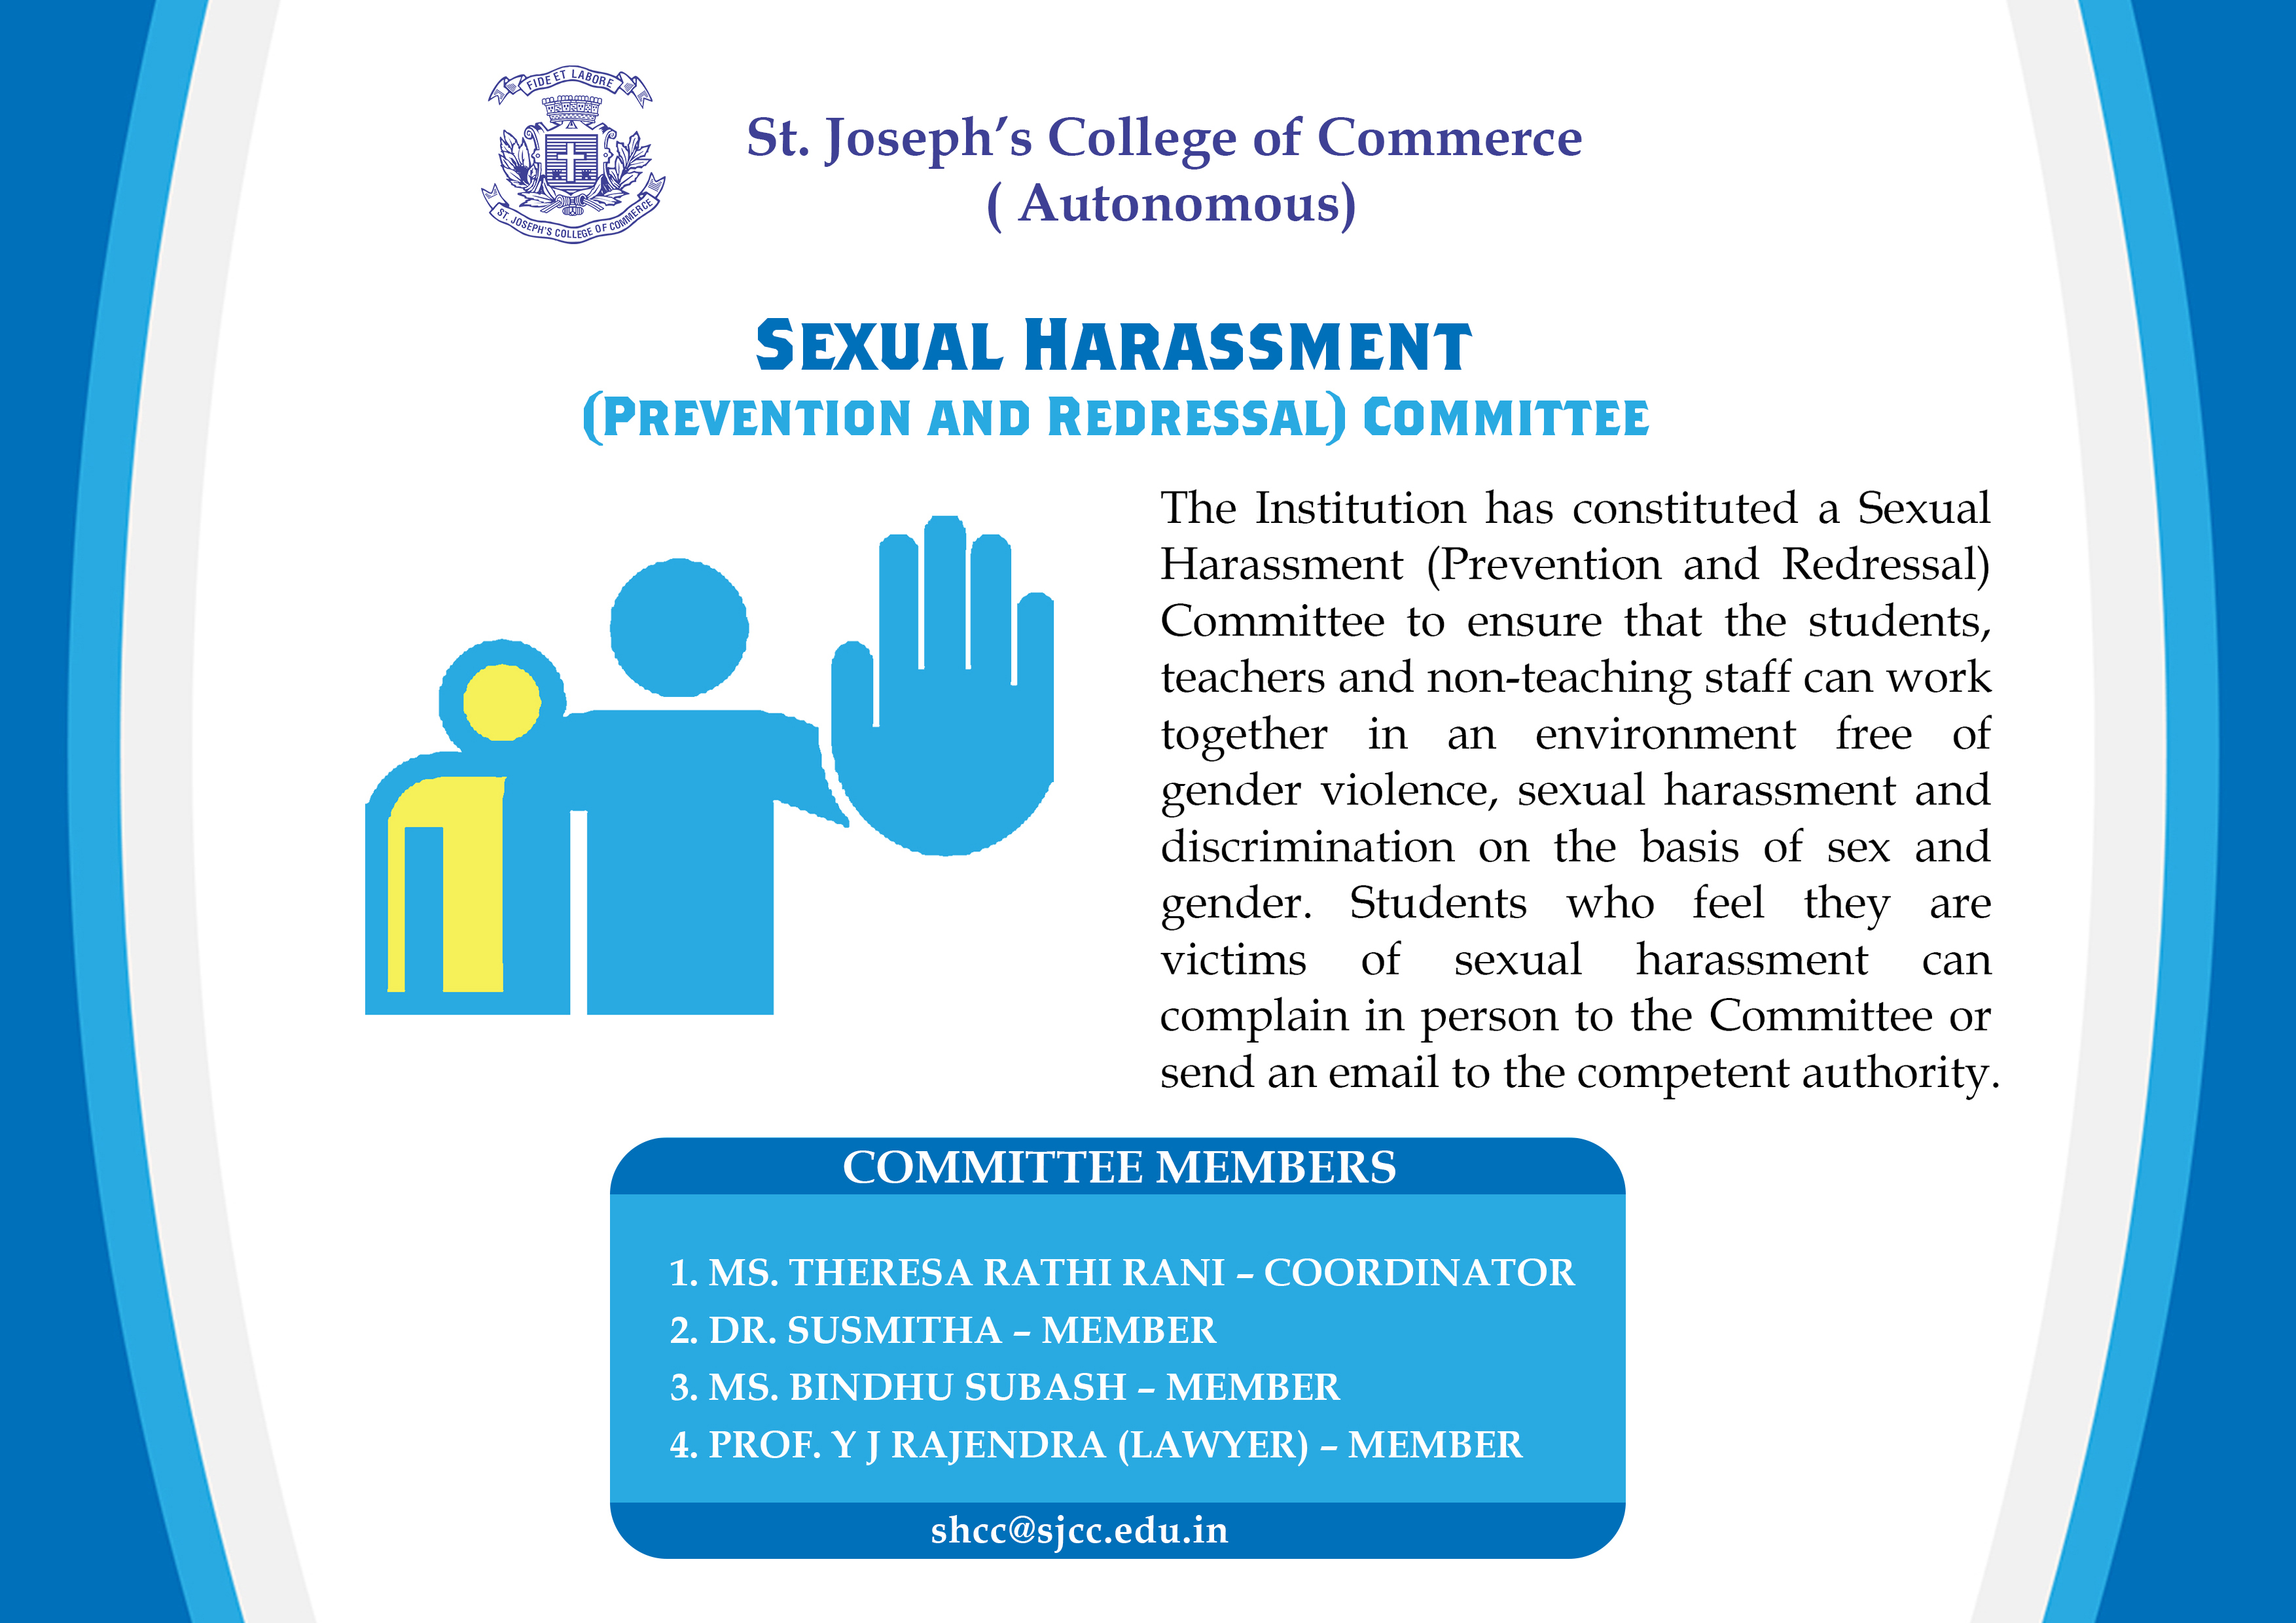 FIDE ET LABORE
ST. JOSEPH'S COLLEGE OF COMMERCE
St. Joseph’s College of Commerce
( Autonomous)
SEXUAL HARASSMENT
(PREVENTION AND REDRESSAL) COMMITTEE
The Institution has constituted a Sexual
Harassment (Prevention and Redressal)
Committee to ensure that the students,
teachers and non-teaching staff can work
together in an environment free of
gender violence, sexual harassment and
discrimination on the basis of sex and
gender. Students who feel they are
victims of sexual harassment can
complain in person to the Committee or
send an email to the competent authority.
COMMITTEE MEMBERS
1. MS. THERESA RATHI RANI – COORDINATOR
2. DR. SUSMITHA – MEMBER
3. MS. BINDHU SUBASH – MEMBER
4. PROF. Y J RAJENDRA (LAWYER) – MEMBER
shcc@sjcc.edu.in